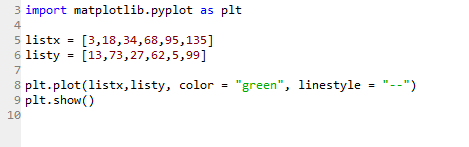 3 import matplotlib.pyplot as plt
4
5 listx = [3,18,34,68,95,135]
6 listy = [13,73,27,62,5,99]
7
8 plt.plot(listx,listy, color = "green", linestyle = "--")
9 plt.show()
10